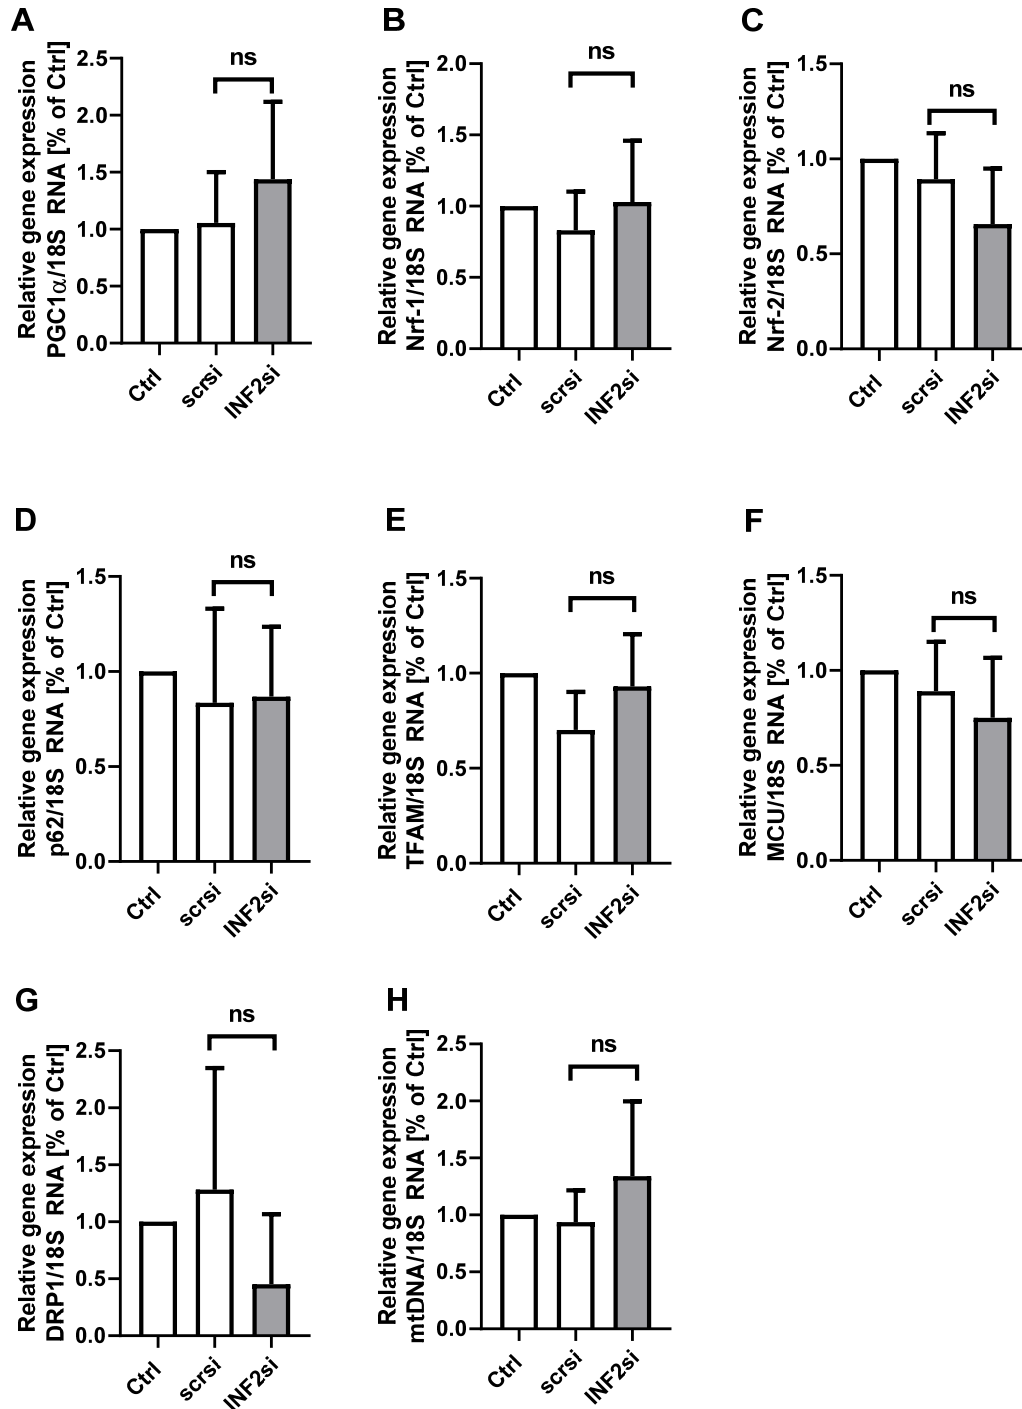 A
Relative gene expression
PGC1α/18S RNA [% of Ctrl]
2.5
2.0
1.5
1.0
0.5
0.0
ns
Ctrl
scrsi
INF2si
B
Relative gene expression
Nrf-1/18S RNA [% of Ctrl]
2.0
1.5
1.0
0.5
0.0
ns
Ctrl
scrsi
INF2si
C
Relative gene expression
Nrf-2/18S RNA [% of Ctrl]
1.5
1.0
0.5
0.0
ns
Ctrl
scrsi
INF2si
D
Relative gene expression
p62/18S RNA [% of Ctrl]
1.5
1.0
0.5
0.0
ns
Ctrl
scrsi
INF2si
E
Relative gene expression
TFAM/18S RNA [% of Ctrl]
1.5
1.0
0.5
0.0
ns
Ctrl
scrsi
INF2si
F
Relative gene expression
MCU/18S RNA [% of Ctrl]
1.5
1.0
0.5
0.0
ns
Ctrl
scrsi
INF2si
G
Relative gene expression
DRP1/18S RNA [% of Ctrl]
2.5
2.0
1.5
1.0
0.5
0.0
ns
Ctrl
scrsi
INF2si
H
Relative gene expression
mtDNA/18S RNA [% of Ctrl]
2.5
2.0
1.5
1.0
0.5
0.0
ns
Ctrl
scrsi
INF2si